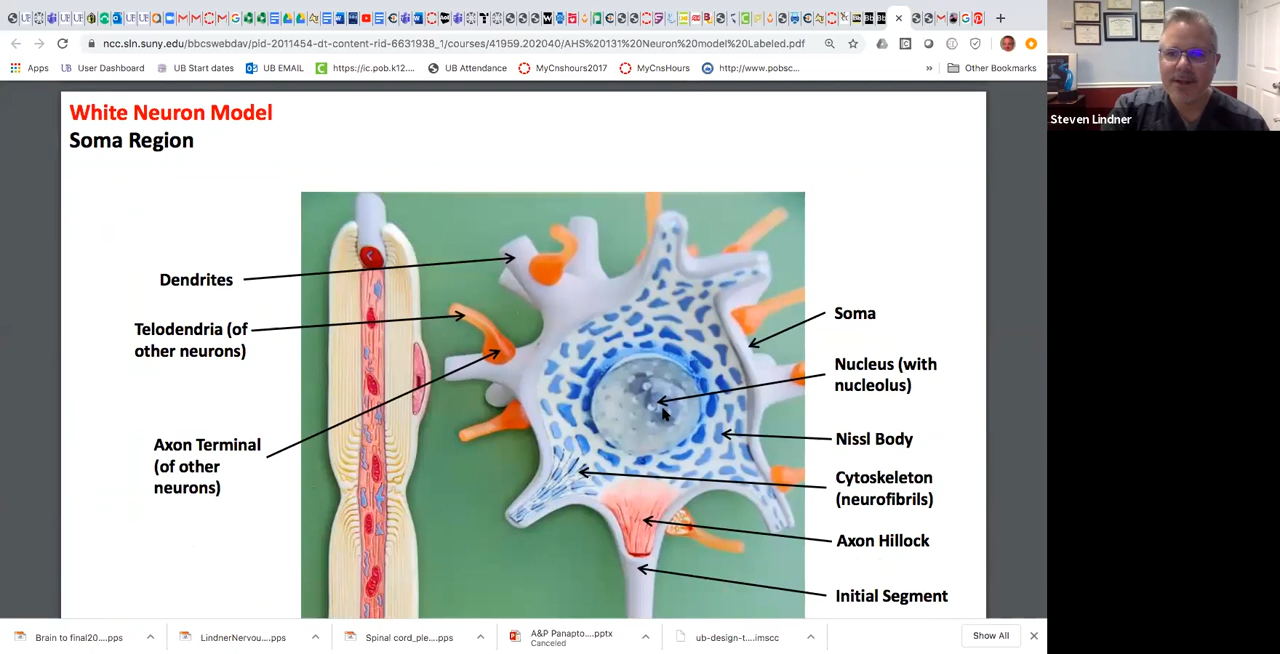 ncc.sln.suny.edu/bbcswebdav/pid-2011454-dt-content-rid-6631938_1/courses/41959.202040/AHS%20131%20Neuron%20model%20Labeled.pdf
Apps
User Dashboard
UB Start dates
UB EMAIL
https://ic.pob.k12....
UB Attendance
MyCnshours2017
MyCnsHours
http://www.pobsc...
»
Other Bookmarks
Steven Lindner
White Neuron Model
Soma Region
Dendrites
Telodendria (of
other neurons)
Axon Terminal
(of other
neurons)
Soma
Nucleus (with
nucleolus)
Nissl Body
Cytoskeleton
(neurofibrils)
Axon Hillock
Initial Segment
Brain to final20....pps
LindnerNervou....pps
Spinal cord_ple....pps
A&P Panapto....pptx
Canceled
ub-design-t....imscc
Show All